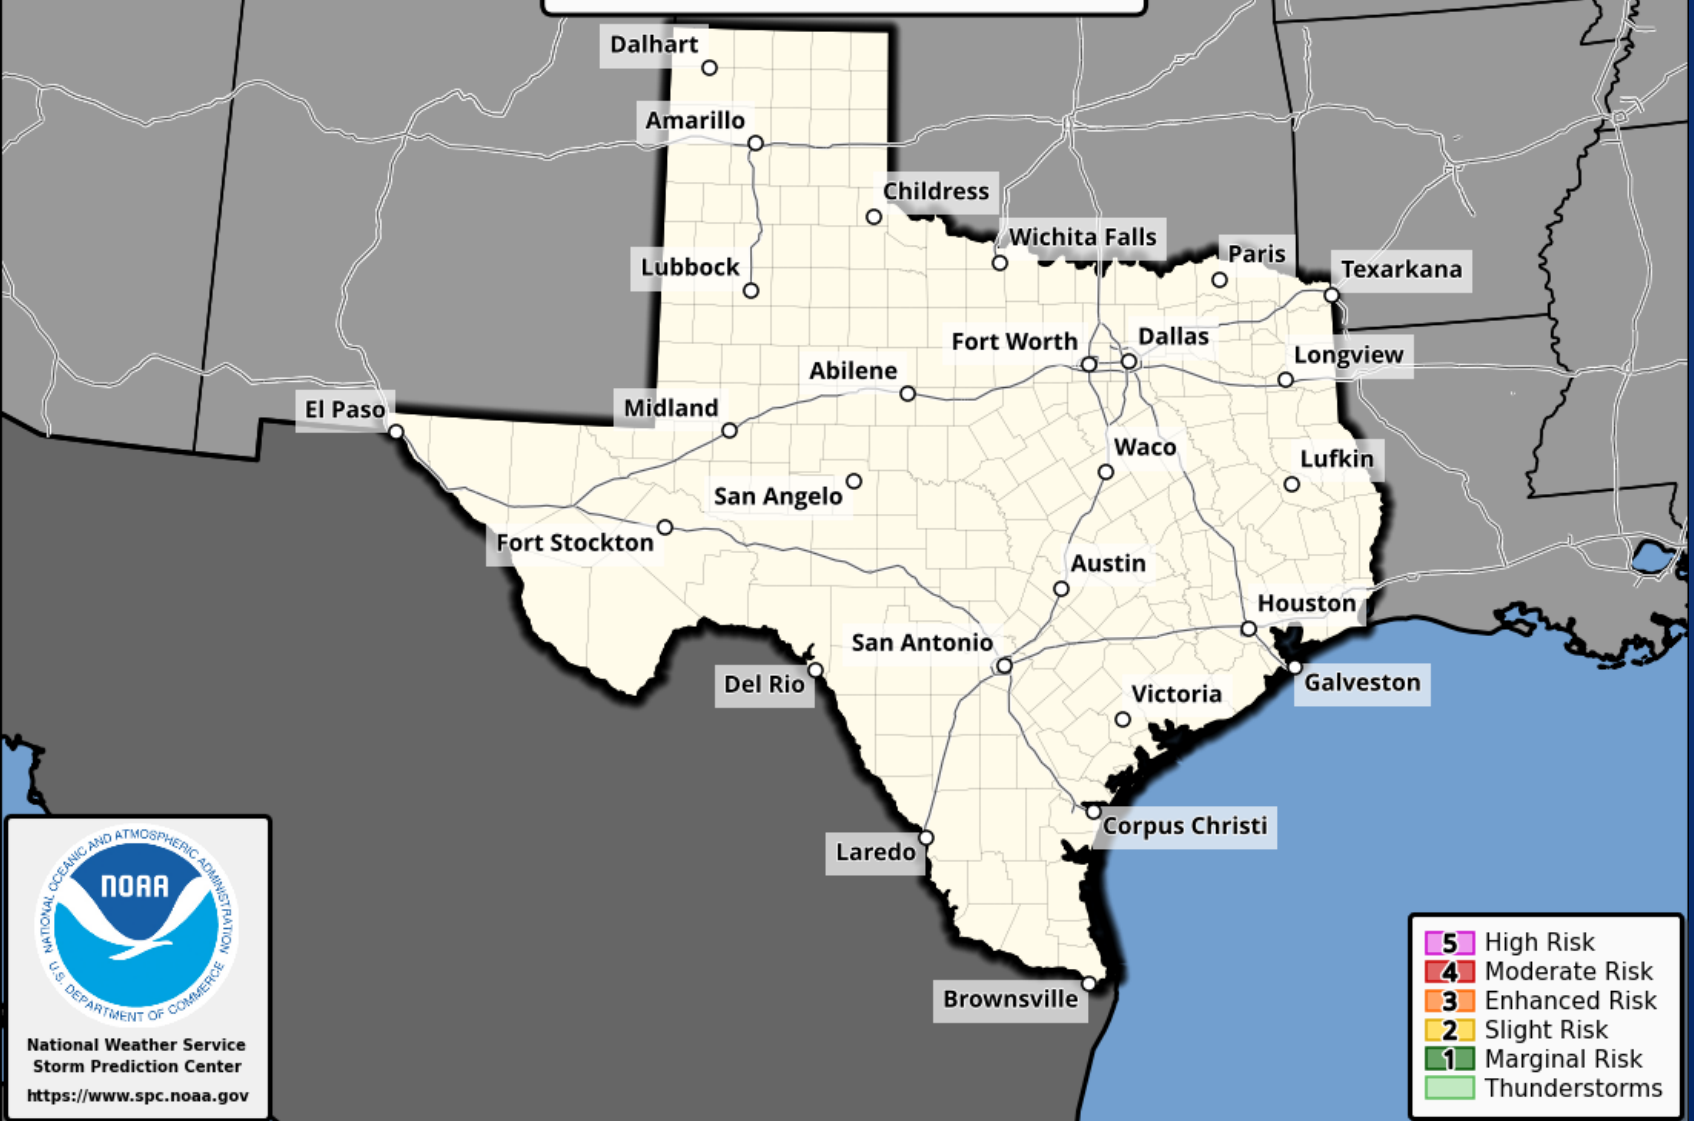 Dalhart
Amarillo
Childress
Wichita Falls
Paris
Texarkana
Lubbock
Fort Worth
Dallas
Longview
Abilene
El Paso
Midland
Waco
Lufkin
San Angelo
Fort Stockton
Austin
Houston
San Antonio
Del Rio
Galveston
Victoria
Corpus Christi
Laredo
Brownsville
NATIONAL OCEANIC AND ATMOSPHERIC ADMINISTRATION
NOAA
U.S. DEPARTMENT OF COMMERCE
National Weather Service
Storm Prediction Center
https://www.spc.noaa.gov
5 High Risk
4 Moderate Risk
3 Enhanced Risk
2 Slight Risk
1 Marginal Risk
Thunderstorms